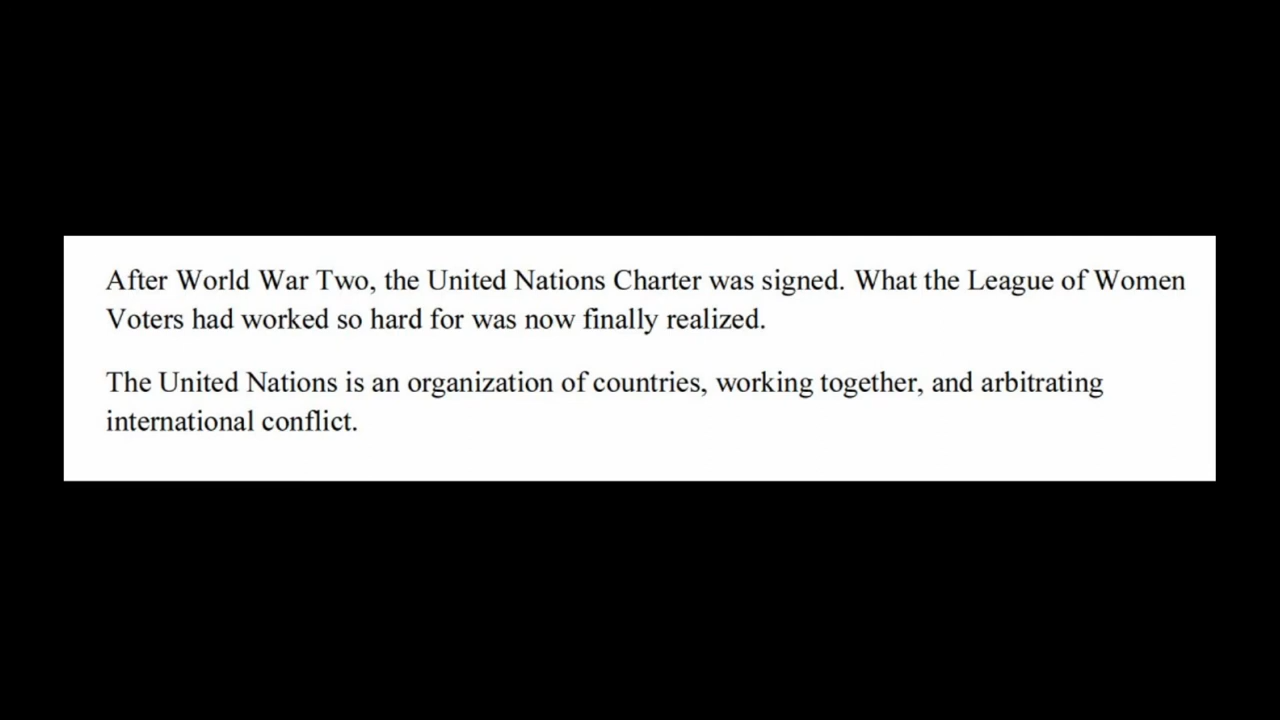 After World War Two, the United Nations Charter was signed. What the League of Women
Voters had worked so hard for was now finally realized.
The United Nations is an organization of countries, working together, and arbitrating
international conflict.